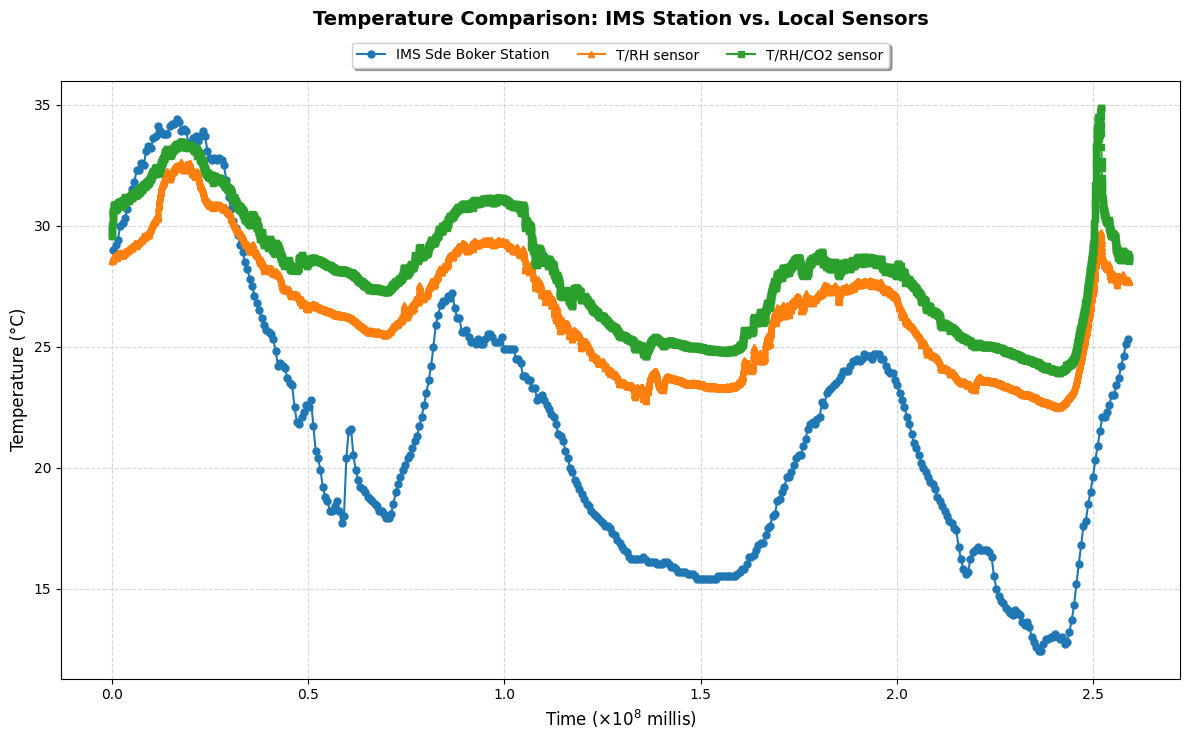 Temperature Comparison: IMS Station vs. Local Sensors
IMS Sde Boker Station T/RH sensor T/RH/CO2 sensor
Temperature (°C)
35
30
25
20
15
0.0 0.5 1.0 1.5 2.0 2.5
Time (×10⁸ millis)